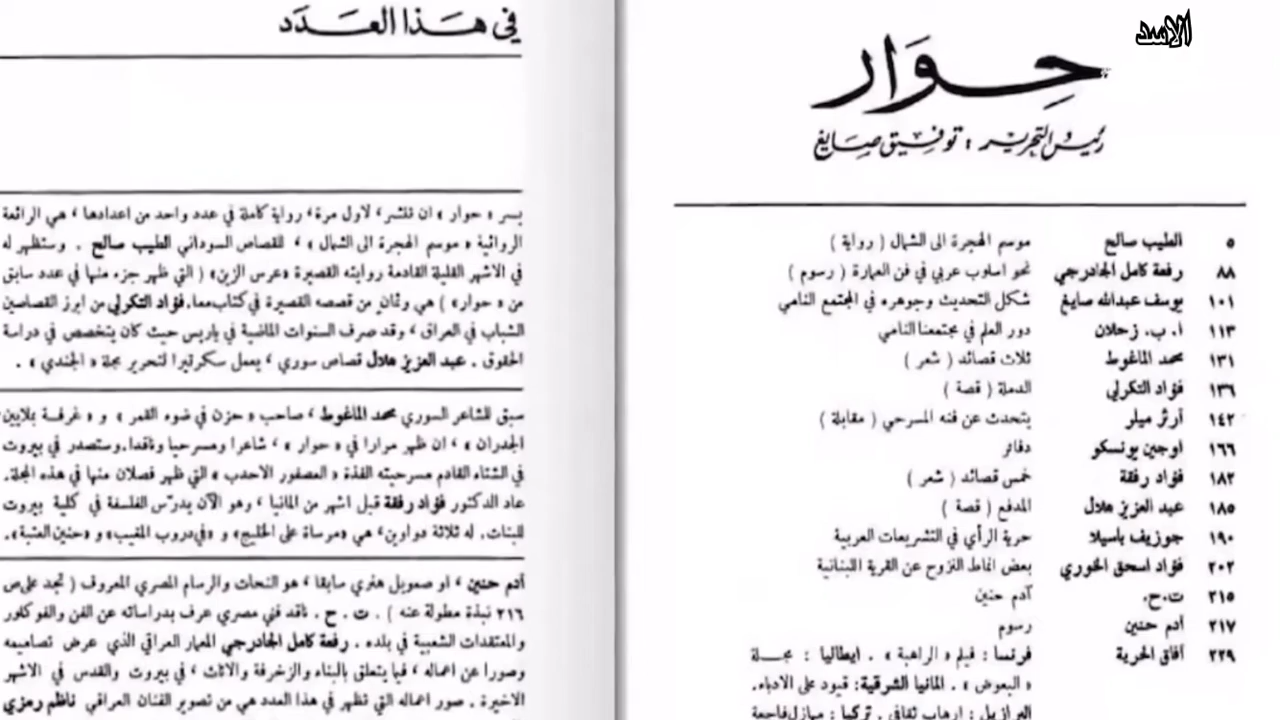 الاسد
حوار
رئيس التحرير : توفيق صايغ
٥ الطيب صالح موسم الهجرة الى الشمال ( رواية )
٨٨ رفعة كامل الجادرجي نحو اسلوب عربي في فن العمارة ( رسوم )
١٠١ يوسف عبدالله صايغ شكل التحديث وجوهره في المجتمع النامي
١١٣ ا. ب. زحلان دور العلم في مجتمعنا النامي
١٣١ محمد الماغوط ثلاث قصائد ( شعر )
١٣٦ فؤاد التكرلي الدملة ( قصة )
١٤٢ آرثر ميلر يتحدث عن فنه المسرحي ( مقابلة )
١٦٦ اوجين يونسكو دفاتر
١٨٢ فؤاد رفقة خمس قصائد ( شعر )
١٨٥ عبد العزيز هلال المدفع ( قصة )
١٩٠ جوزيف باسيلا حرية الرأي في التشريعات العربية
٢٠٢ فؤاد اسحق الخوري بعض انماط النزوح عن القرية اللبنانية
٢١٥ ت.ح. آدم حنين
٢١٧ آدم حنين رسوم
٢٢٩ آفاق الحرية فرنسا : فيلم « الراهبة » . ايطاليا : مجلة
« البعوض » . المانيا الشرقية: قيود على الادباء.
البرازيل : ارهاب ثقافي . تركيا : مهازل فاجعة
في هذا العدد
يسر « حوار » ان تنشر، لاول مرة، رواية كاملة في عدد واحد من اعدادها ، هي الرائعة
الروائية « موسم الهجرة الى الشمال » ، للقصاص السوداني الطيب صالح . وستظهر له
في الاشهر القليلة القادمة روايته القصيرة «عرس الزين» ( التي ظهر جزء منها في عدد سابق
من « حوار» ) هي وثمان من قصصه القصيرة في كتاب معا. فؤاد التكرلي من ابرز القصاصين
الشباب في العراق، وقد صرف السنوات الماضية في باريس حيث كان يتخصص في دراسة
الحقوق . عبد العزيز هلال قصاص سوري ، يعمل سكرتيرا لتحرير مجلة « الجندي » .
سبق للشاعر السوري محمد الماغوط ، صاحب « حزن في ضوء القمر » و « غرفة بملايين
الجدران » ، ان ظهر مرارا في « حوار » ، شاعرا ومسرحيا وناقدا. وستصدر في بيروت
في الشتاء القادم مسرحيته الفذة « العصفور الاحدب » التي ظهر فصلان منها في هذه المجلة.
عاد الدكتور فؤاد رفقة قبل اشهر من المانيا ، وهو الآن يدرّس الفلسفة في كلية بيروت
للبنات. له ثلاثة دواوين، هي «مرساة على الخليج» و «في دروب المغيب» و «حنين العتبة».
آدم حنين ، او صمويل هنري سابقا ، هو النحات والرسام المصري المعروف ( تجد على ص
٢١٦ نبذة مطولة عنه ) . ت . ح . ناقد فني مصري عرف بدراساته عن الفن والفولكلور
والمعتقدات الشعبية في بلده . رفعة كامل الجادرجي المعمار العراقي الذي عرض تصاميمه
وصورا عن اعماله ، فيا يتعلق بالبناء والزخرفة والاثاث ، في بيروت والقدس في الاشهر
الاخيرة . صور اعماله التي تظهر في هذا العدد هي من تصوير الفنان العراقي ناظم رمزي